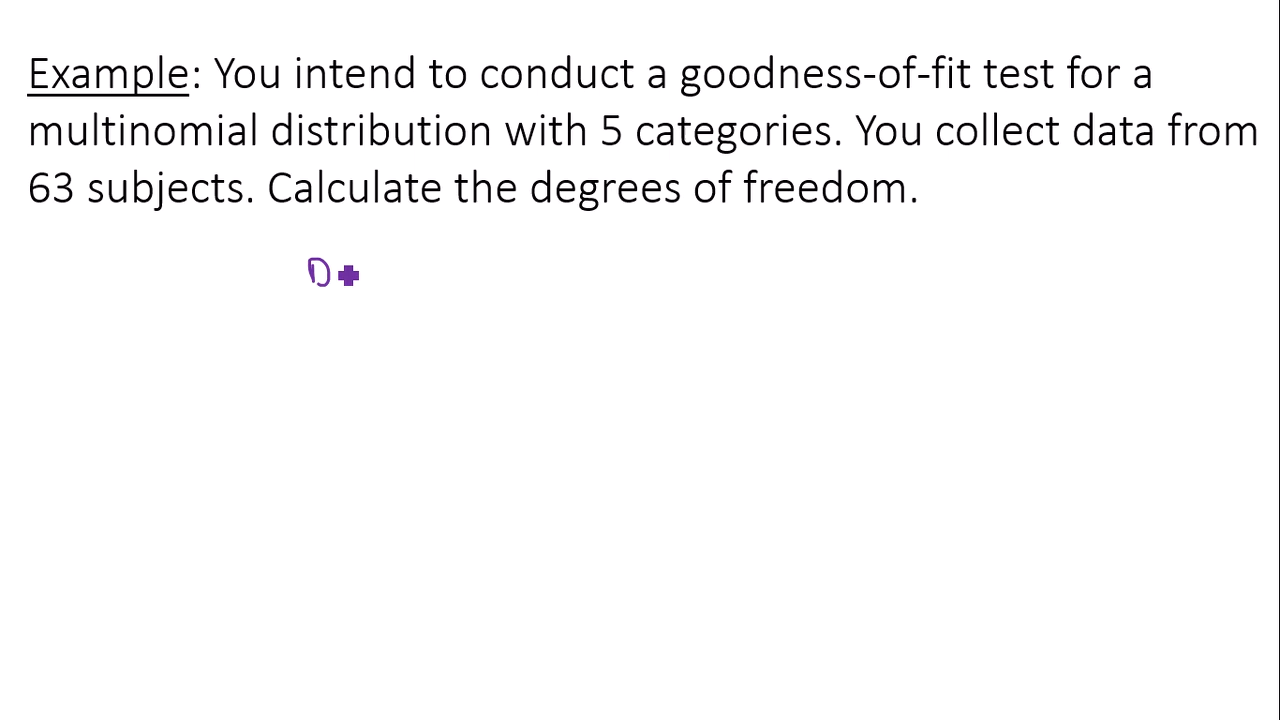 Example: You intend to conduct a goodness-of-fit test for a
multinomial distribution with 5 categories. You collect data from
63 subjects. Calculate the degrees of freedom.
D